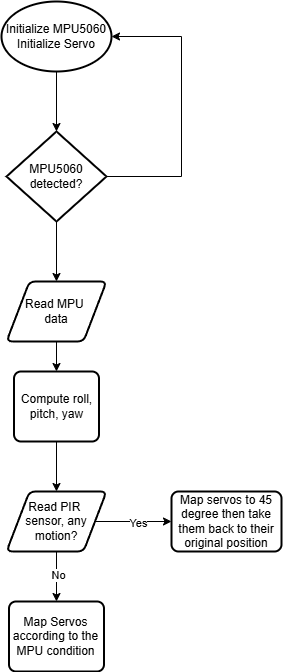 Initialize MPU5060
Initialize Servo
MPU5060
detected?
Read MPU
data
Compute roll,
pitch, yaw
Read PIR
sensor, any
motion?
Yes
Map servos to 45
degree then take
them back to their
original position
No
Map Servos
according to the
MPU condition